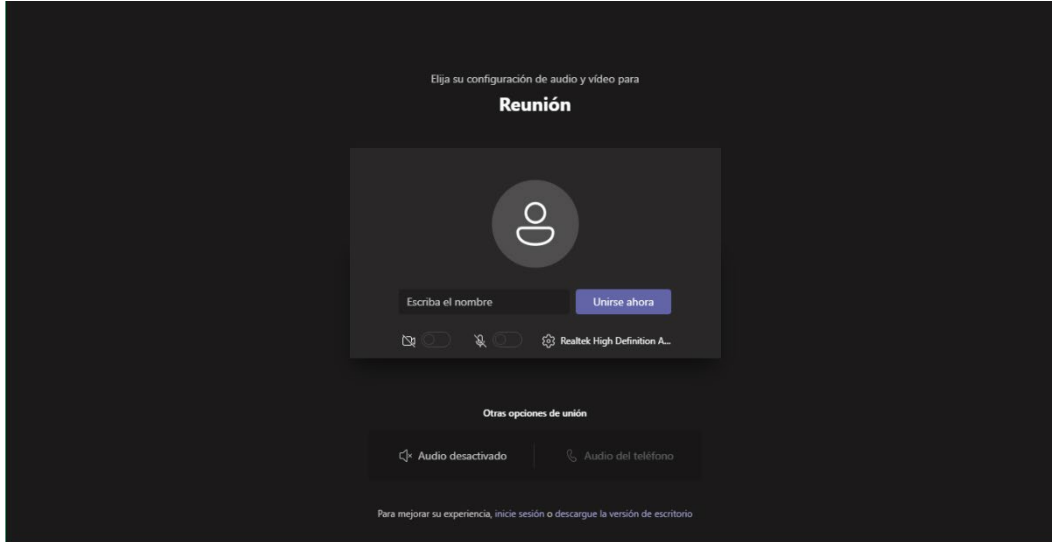 Elija su configuración de audio y vídeo para
Reunión
Escriba el nombre
Unirse ahora
Realtek High Definition A...
Otras opciones de unión
Audio desactivado
Audio del teléfono
Para mejorar su experiencia, inicie sesión o descargue la versión de escritorio